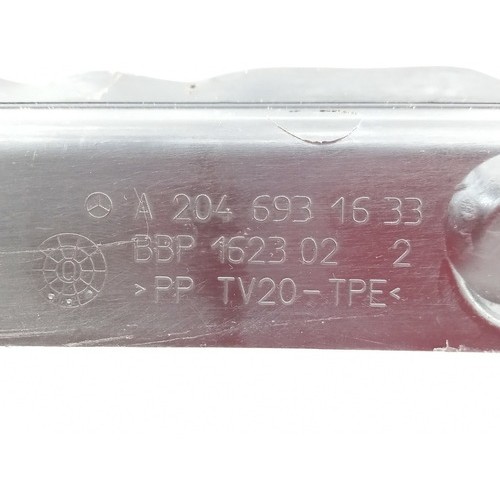 A 204 693 16 33
BBP 1623 02 2
>PP TV20-TPE<